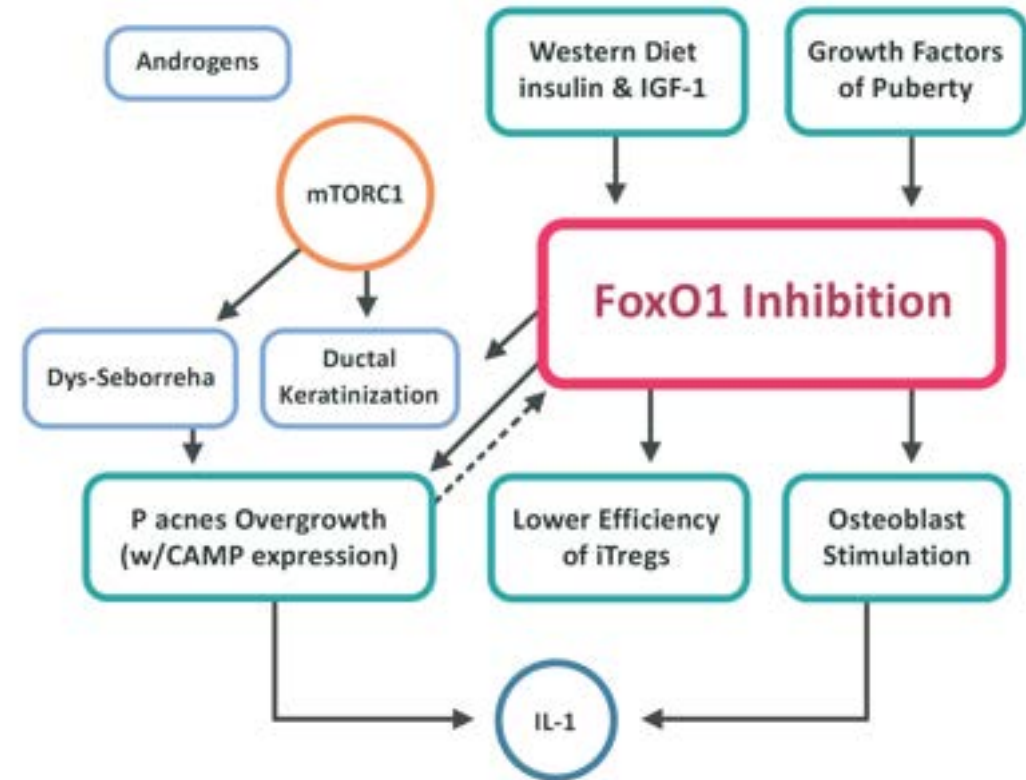 Androgens
Western Diet
insulin & IGF-1
Growth Factors
of Puberty
mTORC1
FoxO1 Inhibition
Dys-Seborreha
Ductal
Keratinization
P acnes Overgrowth
(w/CAMP expression)
Lower Efficiency
of iTregs
Osteoblast
Stimulation
IL-1